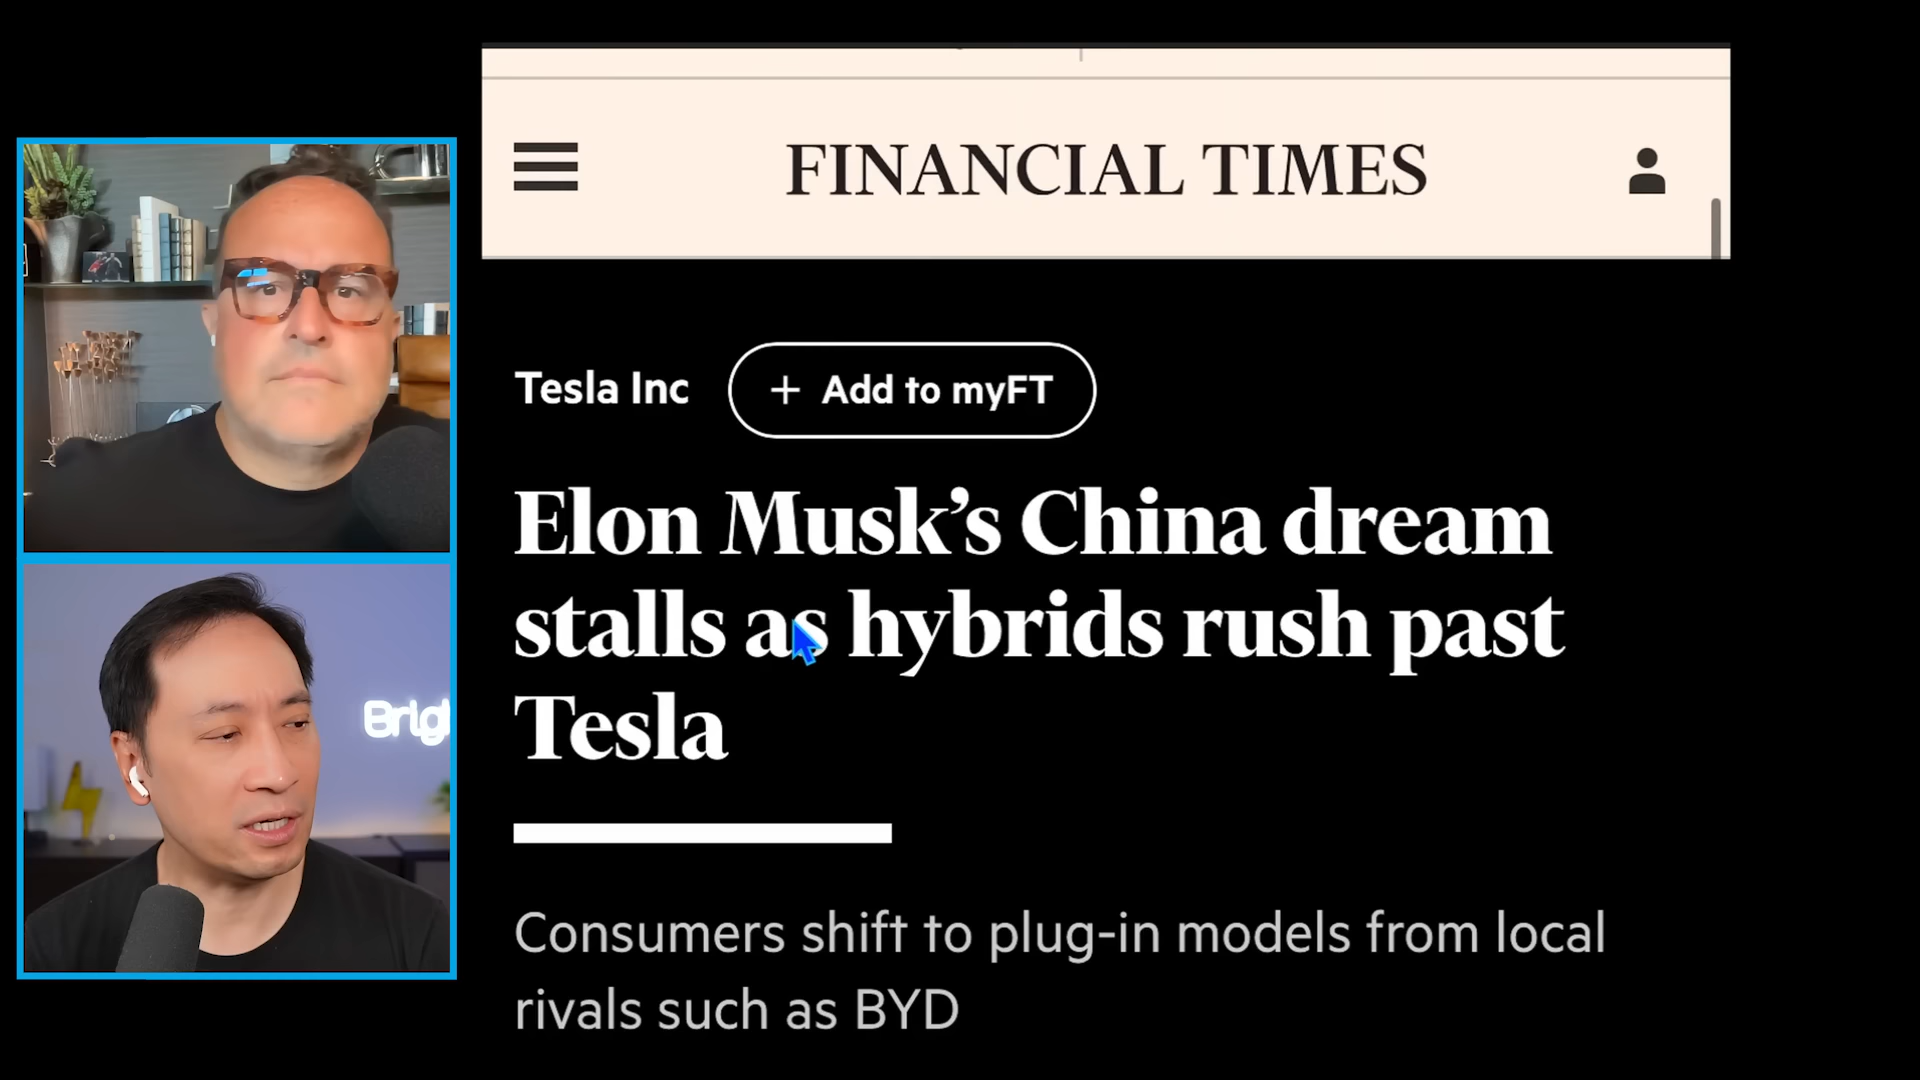 FINANCIAL TIMES
Tesla Inc
+ Add to myFT
Elon Musk’s China dream
stalls as hybrids rush past
Tesla
Consumers shift to plug-in models from local
rivals such as BYD
Brig